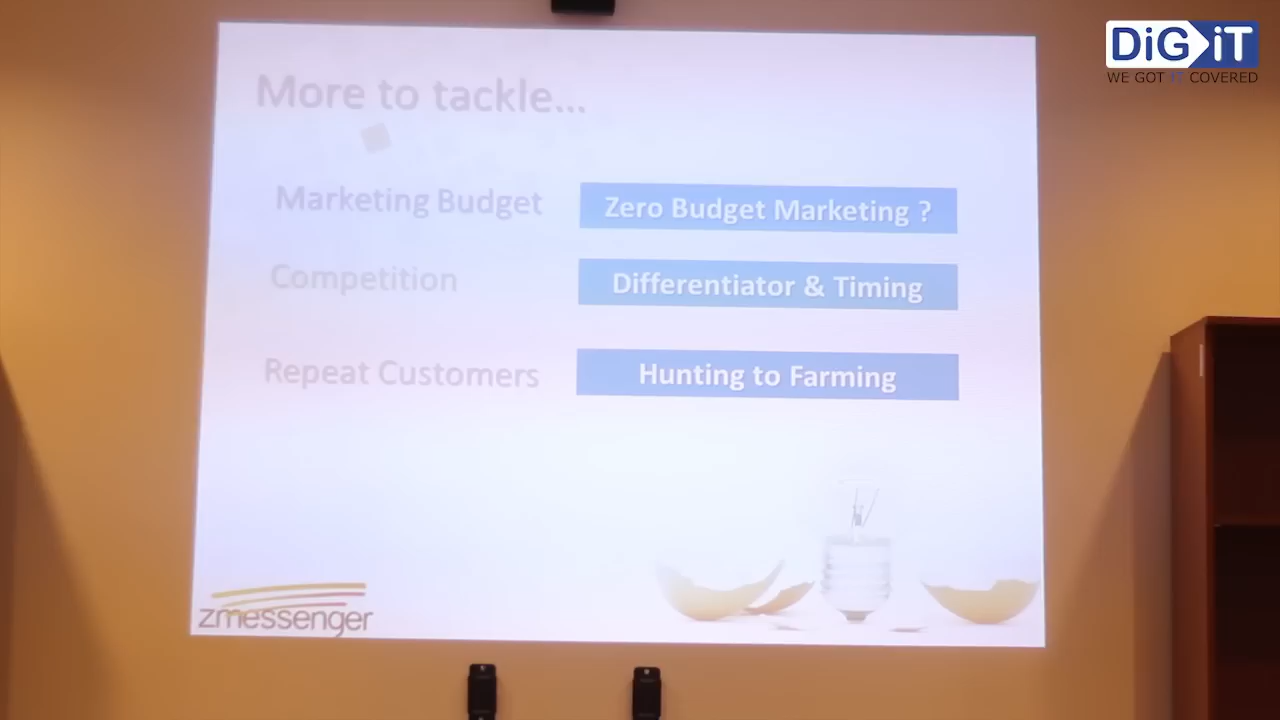 DiGiT
WE GOT IT COVERED
More to tackle...
Marketing Budget
Zero Budget Marketing ?
Competition
Differentiator & Timing
Repeat Customers
Hunting to Farming
zmessenger